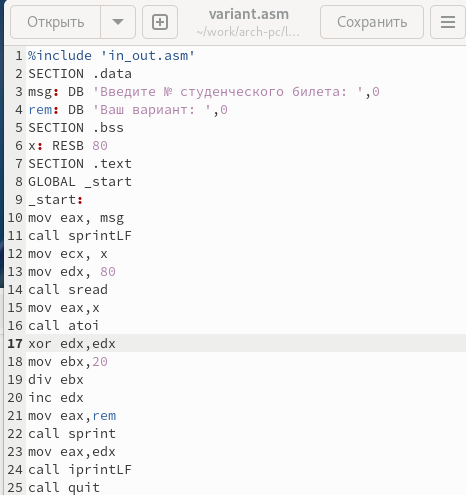 Открыть
variant.asm
~/work/arch-pc/l...
Сохранить
1 %include 'in_out.asm'
2 SECTION .data
3 msg: DB 'Введите № студенческого билета: ',0
4 rem: DB 'Ваш вариант: ',0
5 SECTION .bss
6 x: RESB 80
7 SECTION .text
8 GLOBAL _start
9 _start:
10 mov eax, msg
11 call sprintLF
12 mov ecx, x
13 mov edx, 80
14 call sread
15 mov eax,x
16 call atoi
17 xor edx,edx
18 mov ebx,20
19 div ebx
20 inc edx
21 mov eax,rem
22 call sprint
23 mov eax,edx
24 call iprintLF
25 call quit